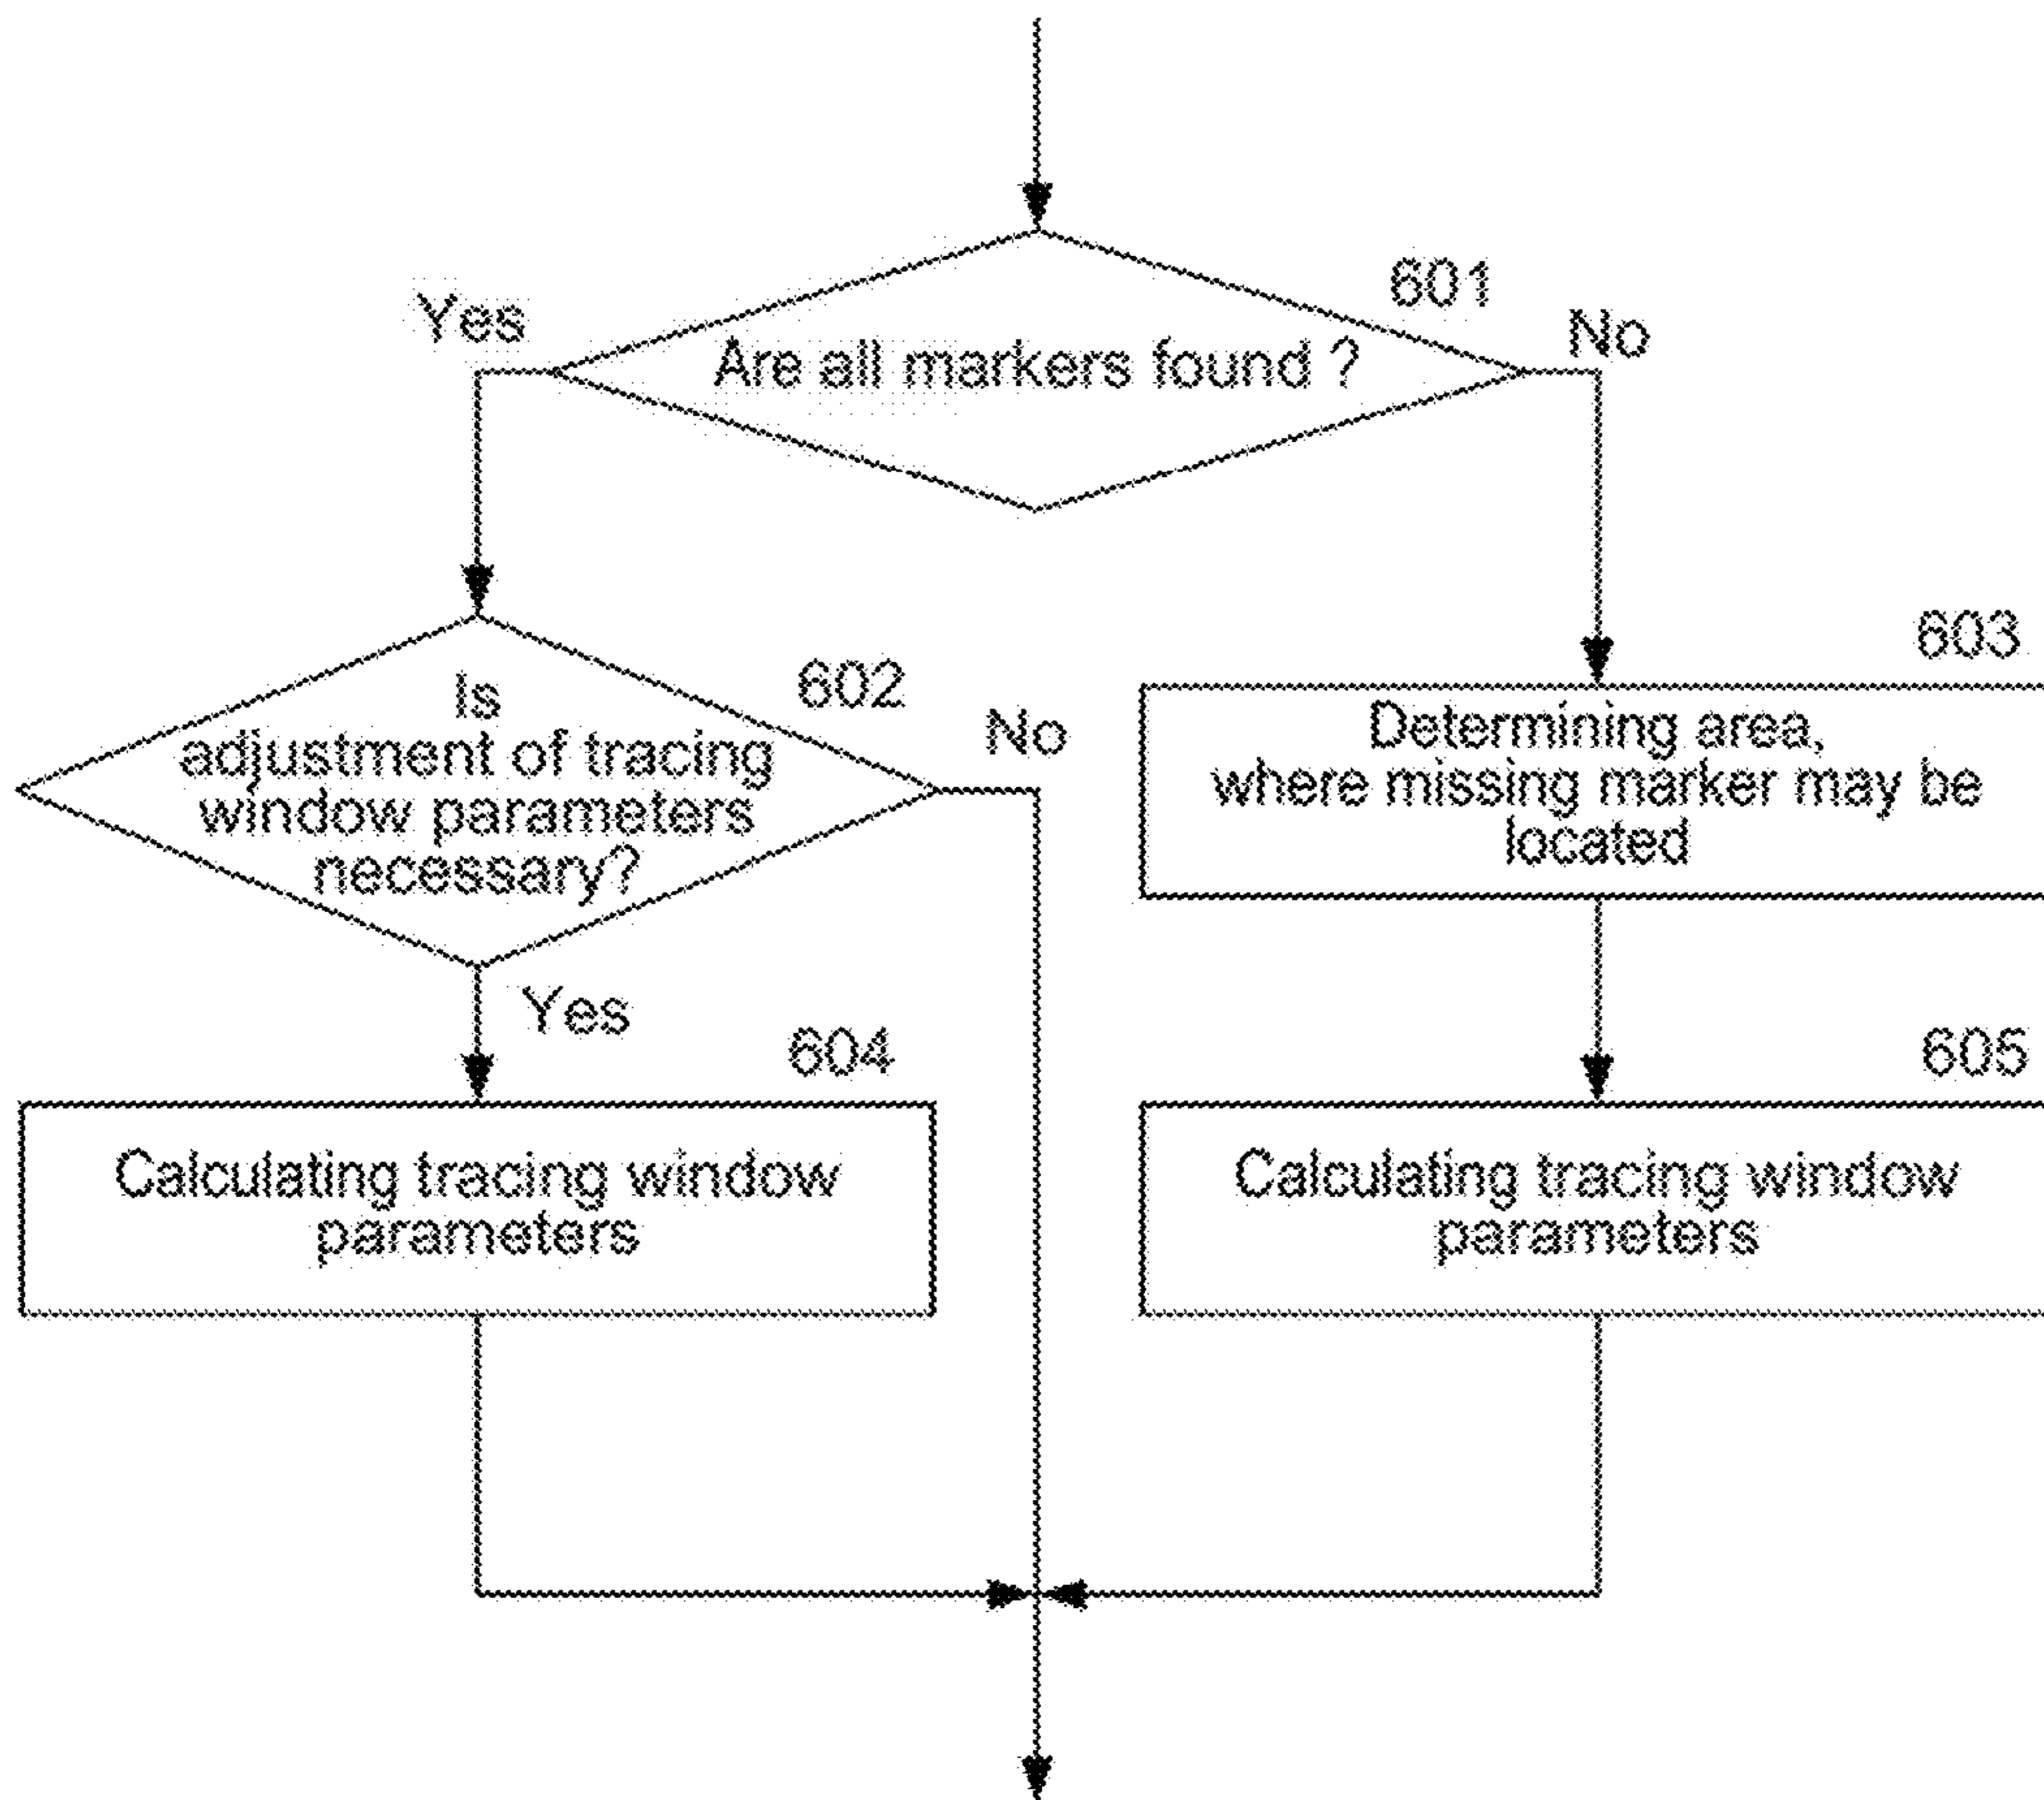 601
Yes
No
Are all markers found ?
603
602
Is
adjustment of tracing
window parameters
necessary?
No
Determining area,
where missing marker may be
located
Yes
604
605
Calculating tracing window
parameters
Calculating tracing window
parameters